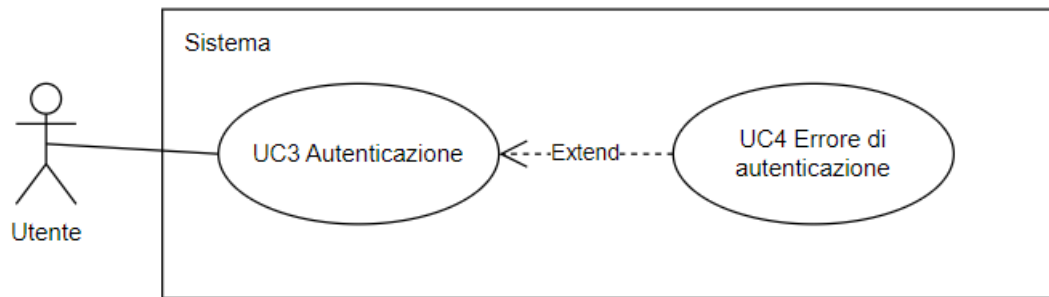 Sistema
UC3 Autenticazione
Extend
UC4 Errore di
autenticazione
Utente